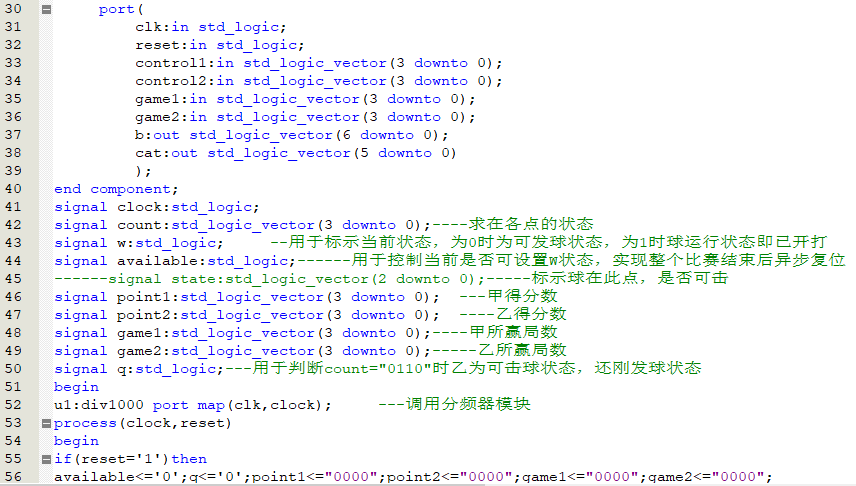 30 port(
31 clk:in std_logic;
32 reset:in std_logic;
33 control1:in std_logic_vector(3 downto 0);
34 control2:in std_logic_vector(3 downto 0);
35 game1:in std_logic_vector(3 downto 0);
36 game2:in std_logic_vector(3 downto 0);
37 b:out std_logic_vector(6 downto 0);
38 cat:out std_logic_vector(5 downto 0)
39 );
40 end component;
41 signal clock:std_logic;
42 signal count:std_logic_vector(3 downto 0);----求在各点的状态
43 signal w:std_logic; --用于标示当前状态，为0时为可发球状态，为1时球运行状态即已开打
44 signal available:std_logic;------用于控制当前是否可设置W状态，实现整个比赛结束后异步复位
45 ------signal state:std_logic_vector(2 downto 0);-----标示球在此点，是否可击
46 signal point1:std_logic_vector(3 downto 0); ---甲得分数
47 signal point2:std_logic_vector(3 downto 0); ----乙得分数
48 signal game1:std_logic_vector(3 downto 0);----甲所赢局数
49 signal game2:std_logic_vector(3 downto 0);-----乙所赢局数
50 signal q:std_logic;---用于判断count="0110"时乙为可击球状态，还刚发球状态
51 begin
52 u1:div1000 port map(clk,clock); ---调用分频器模块
53 process(clock,reset)
54 begin
55 if(reset='1')then
56 available<='0';q<='0';point1<="0000";point2<="0000";game1<="0000";game2<="0000";